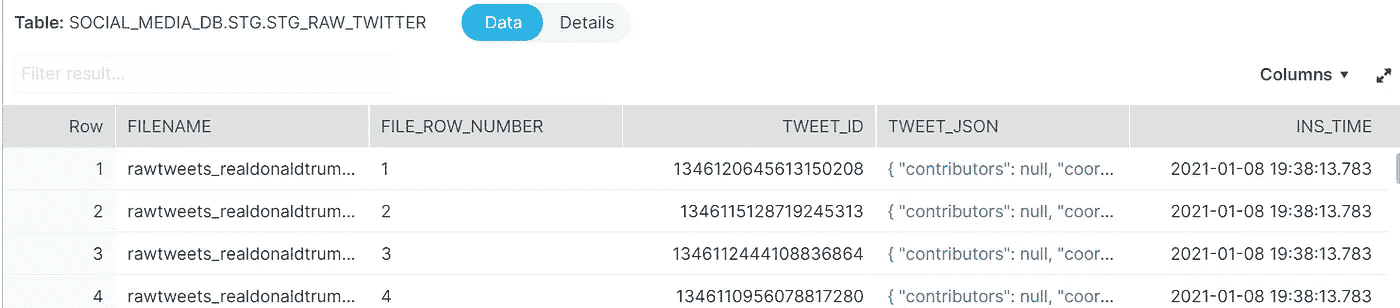 Table: SOCIAL_MEDIA_DB.STG.STG_RAW_TWITTER Data Details
Filter result...
Columns
Row FILENAME FILE_ROW_NUMBER TWEET_ID TWEET_JSON INS_TIME
1 rawtweets_realdonaldtrum... 1 1346120645613150208 { "contributors": null, "coor... 2021-01-08 19:38:13.783
2 rawtweets_realdonaldtrum... 2 1346115128719245313 { "contributors": null, "coor... 2021-01-08 19:38:13.783
3 rawtweets_realdonaldtrum... 3 1346112444108836864 { "contributors": null, "coor... 2021-01-08 19:38:13.783
4 rawtweets_realdonaldtrum... 4 1346110956078817280 { "contributors": null, "coor... 2021-01-08 19:38:13.783